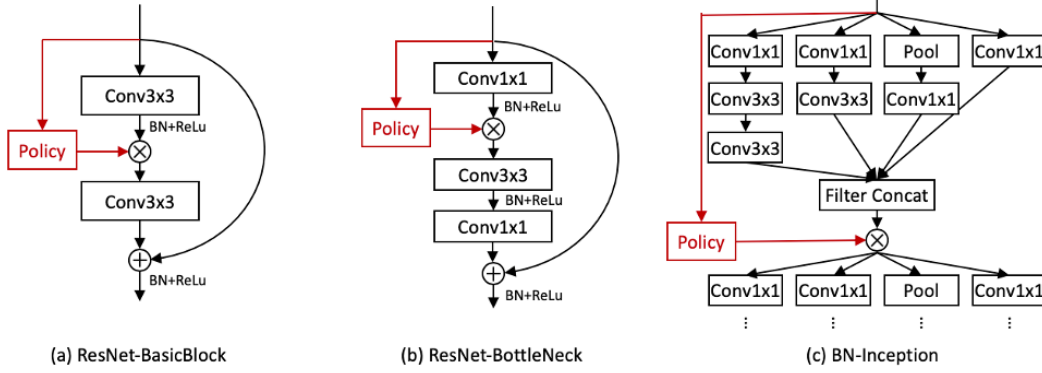 Conv3x3
BN+ReLu
Policy
Conv3x3
BN+ReLu
(a) ResNet-BasicBlock
Conv1x1
BN+ReLu
Policy
Conv3x3
BN+ReLu
Conv1x1
BN+ReLu
(b) ResNet-BottleNeck
Conv1x1 Conv1x1 Pool Conv1x1
Conv3x3 Conv3x3 Conv1x1
Conv3x3
Filter Concat
Policy
Conv1x1 Conv1x1 Pool Conv1x1
(c) BN-Inception